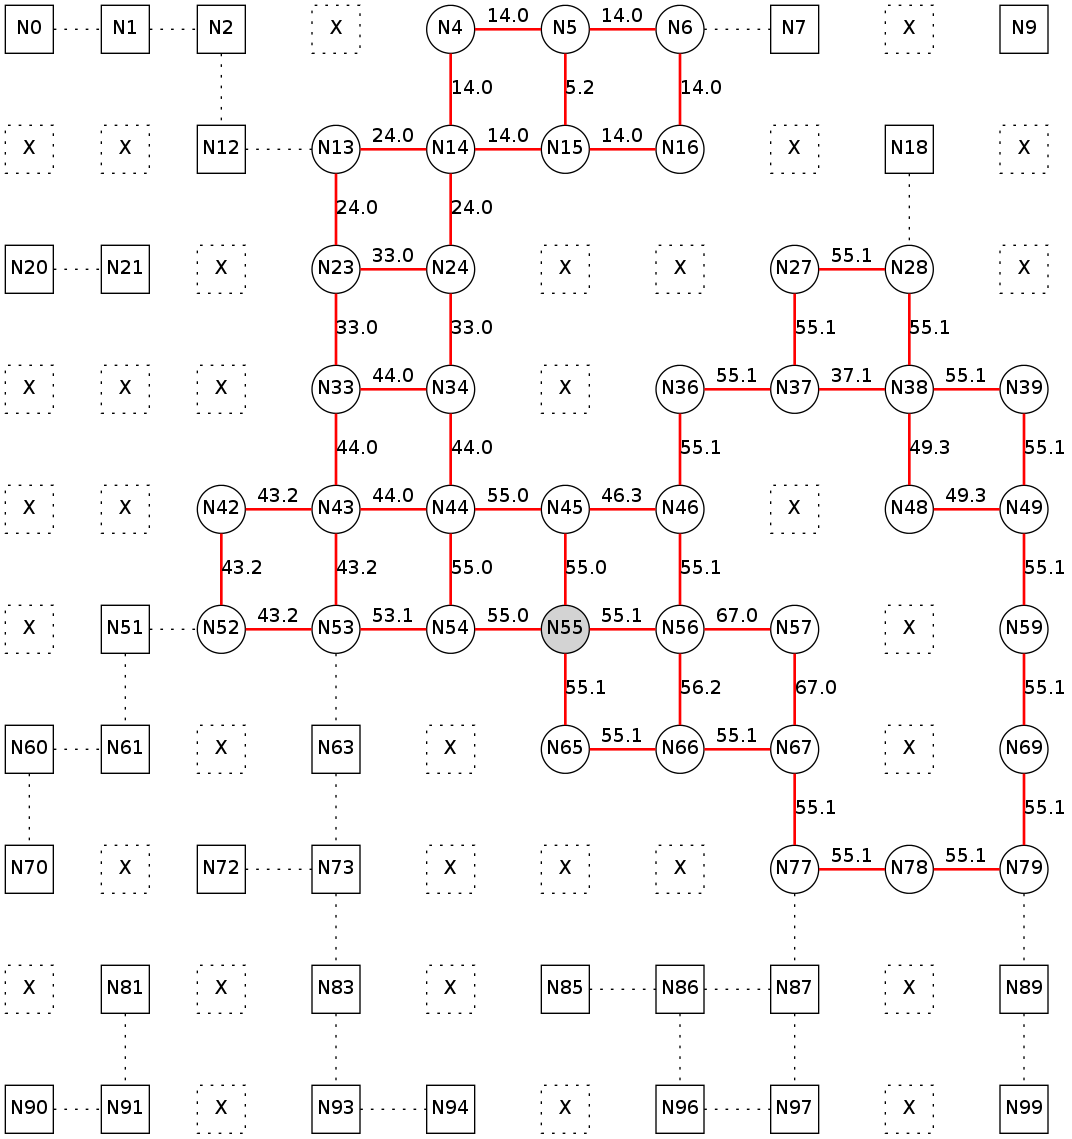 N0 N1 N2 X N4 14.0 N5 14.0 N6 N7 X N9
14.0 5.2 14.0
X X N12 N13 24.0 N14 14.0 N15 14.0 N16 X N18 X
24.0 24.0
N20 N21 X N23 33.0 N24 X X N27 55.1 N28 X
33.0 33.0 55.1 55.1
X X X N33 44.0 N34 X N36 55.1 N37 37.1 N38 55.1 N39
44.0 44.0 55.1 49.3 55.1
X X N42 43.2 N43 44.0 N44 55.0 N45 46.3 N46 X N48 49.3 N49
43.2 43.2 55.0 55.0 55.1 55.1
X N51 N52 43.2 N53 53.1 N54 55.0 N55 55.1 N56 67.0 N57 X N59
55.1 56.2 67.0 55.1
N60 N61 X N63 X N65 55.1 N66 55.1 N67 X N69
55.1 55.1
N70 X N72 N73 X X X N77 55.1 N78 55.1 N79
X N81 X N83 X N85 N86 N87 X N89
N90 N91 X N93 N94 X N96 N97 X N99